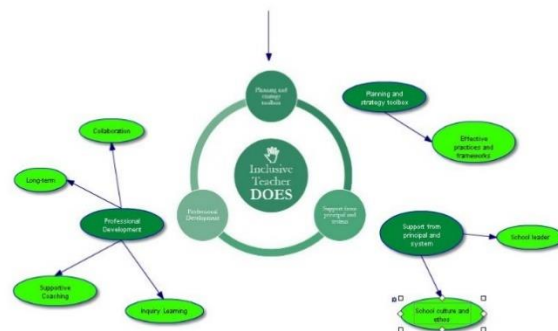 Planning and
strategy toolbox
Inclusive
Teacher
DOES
Professional
Development
Support from
principal and
system
Collaboration
Long-term
Professional
Development
Supportive
Coaching
Inquiry Learning
Planning and
strategy toolbox
Effective
practices and
frameworks
Support from
principal and
system
School leader
School culture and
ethos